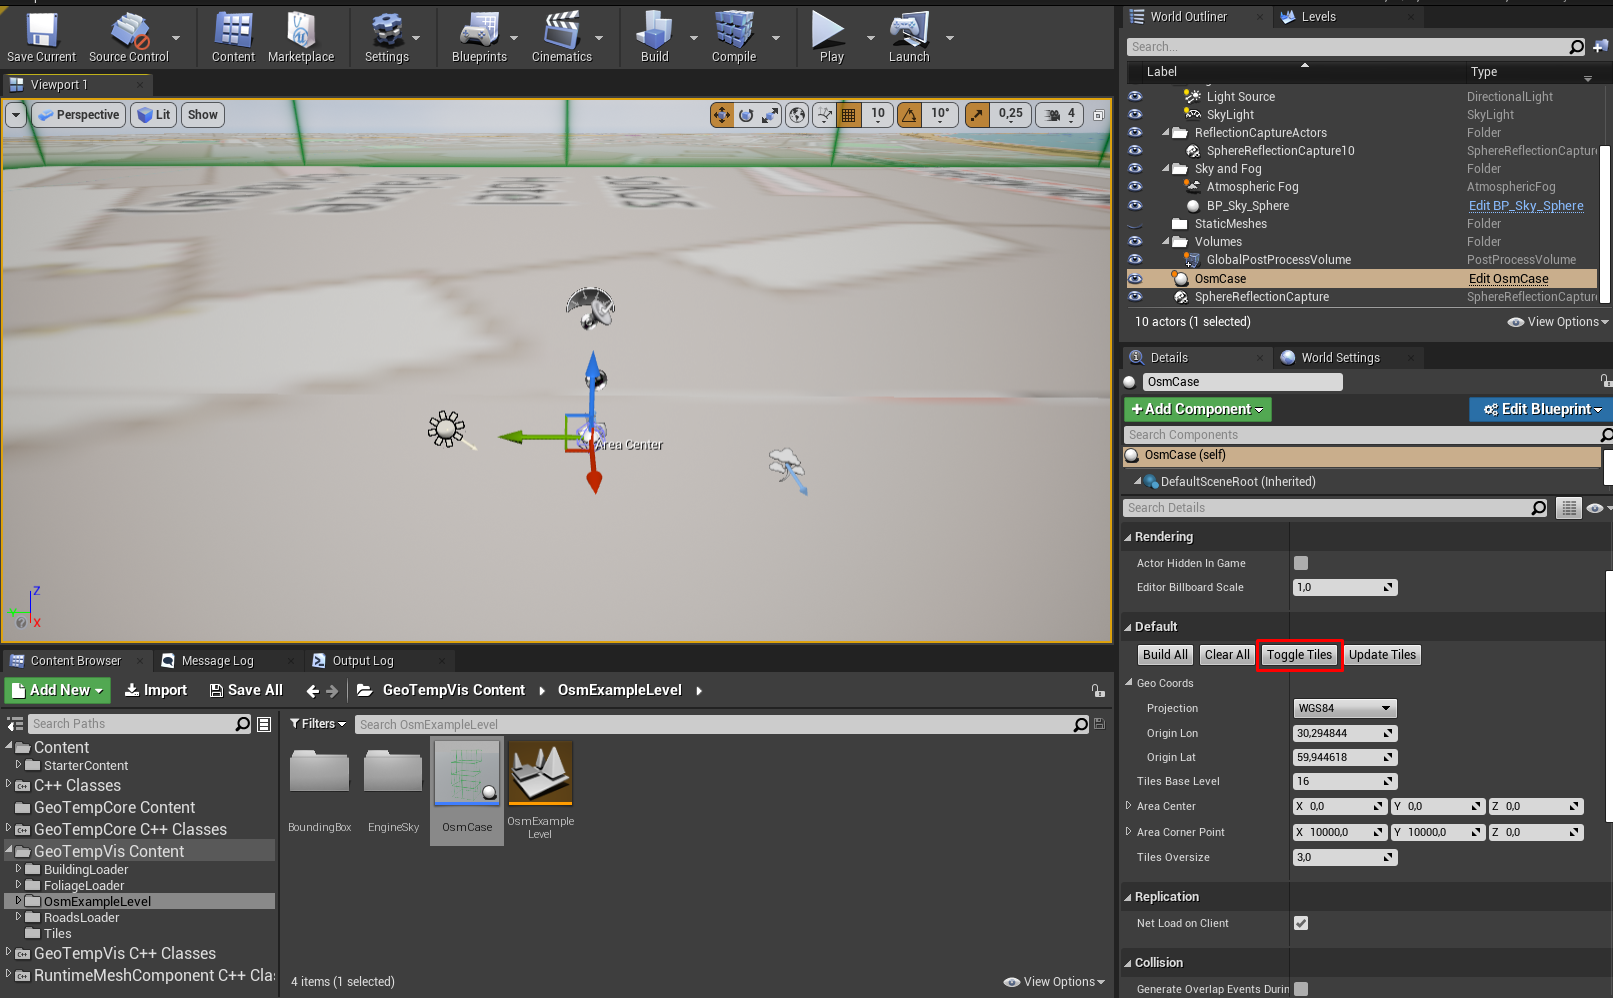 Save Current
Source Control
Content
Marketplace
Settings
Blueprints
Cinematics
Build
Compile
Play
Launch
Viewport 1
Perspective
Lit
Show
10
10°
0,25
4
Area Center
Z
X
World Outliner
Levels
Search...
Label
Type
Light Source
DirectionalLight
SkyLight
SkyLight
ReflectionCaptureActors
Folder
SphereReflectionCapture10
SphereReflectionCapture
Sky and Fog
Folder
Atmospheric Fog
AtmosphericFog
BP_Sky_Sphere
Edit BP_Sky_Sphere
StaticMeshes
Folder
Volumes
Folder
GlobalPostProcessVolume
PostProcessVolume
OsmCase
Edit OsmCase
SphereReflectionCapture
SphereReflectionCapture
10 actors (1 selected)
View Options
Details
World Settings
OsmCase
+Add Component
Edit Blueprint
Search Components
OsmCase (self)
DefaultSceneRoot (Inherited)
Search Details
Rendering
Actor Hidden In Game
Editor Billboard Scale
1,0
Default
Build All
Clear All
Toggle Tiles
Update Tiles
Geo Coords
Projection
WGS84
Origin Lon
30,294844
Origin Lat
59,944618
Tiles Base Level
16
Area Center
X 0,0
Y 0,0
Z 0,0
Area Corner Point
X 10000,0
Y 10000,0
Z 0,0
Tiles Oversize
3,0
Replication
Net Load on Client
Collision
Generate Overlap Events Durin
Content Browser
Message Log
Output Log
Add New
Import
Save All
GeoTempVis Content
OsmExampleLevel
Search Paths
Filters
Search OsmExampleLevel
Content
StarterContent
C++ Classes
GeoTempCore Content
GeoTempCore C++ Classes
GeoTempVis Content
BuildingLoader
FoliageLoader
OsmExampleLevel
RoadsLoader
Tiles
GeoTempVis C++ Classes
RuntimeMeshComponent C++ Cla
BoundingBox
EngineSky
OsmCase
OsmExample
Level
4 items (1 selected)
View Options